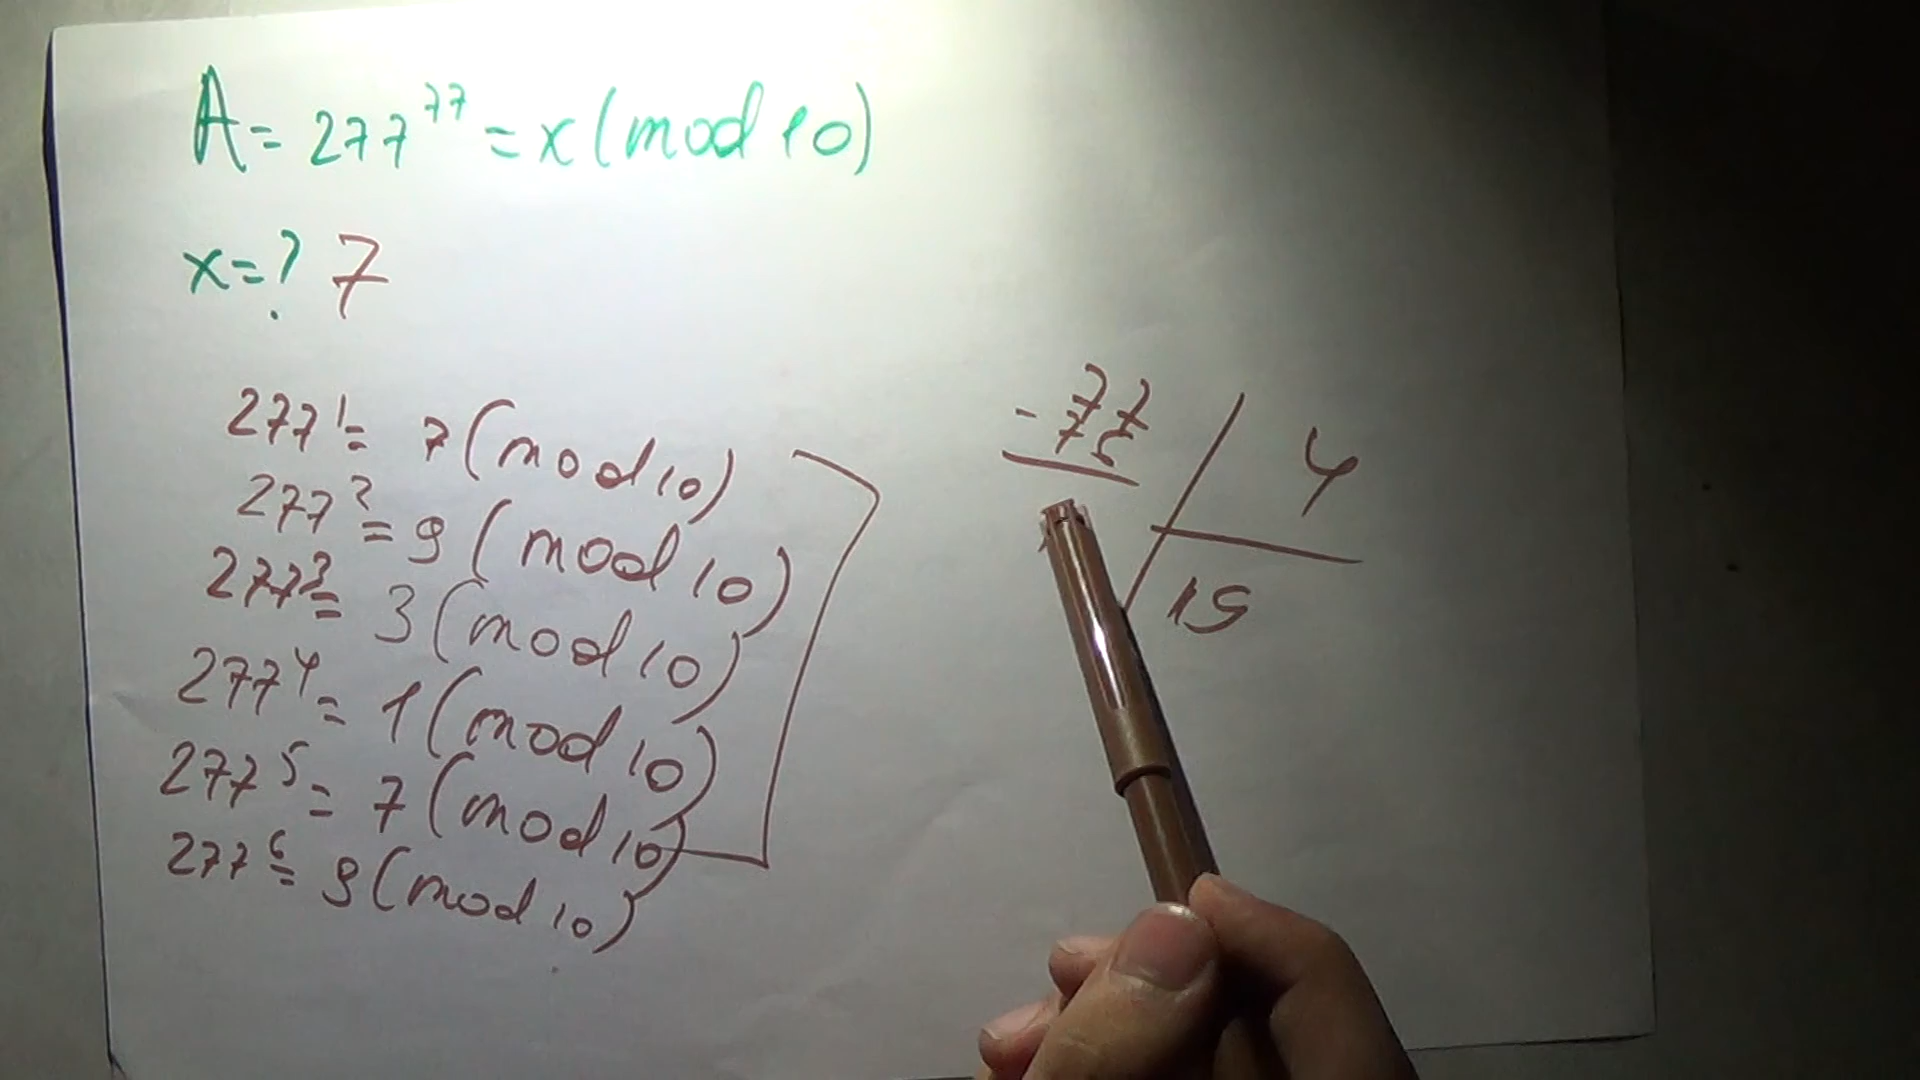 A = 277^77 = x (mod 10)
x = ? 7
277^1 = 7 (mod 10)
277^2 = 9 (mod 10)
277^3 = 3 (mod 10)
277^4 = 1 (mod 10)
277^5 = 7 (mod 10)
277^6 = 9 (mod 10)
- 77 | 4
76 | 19